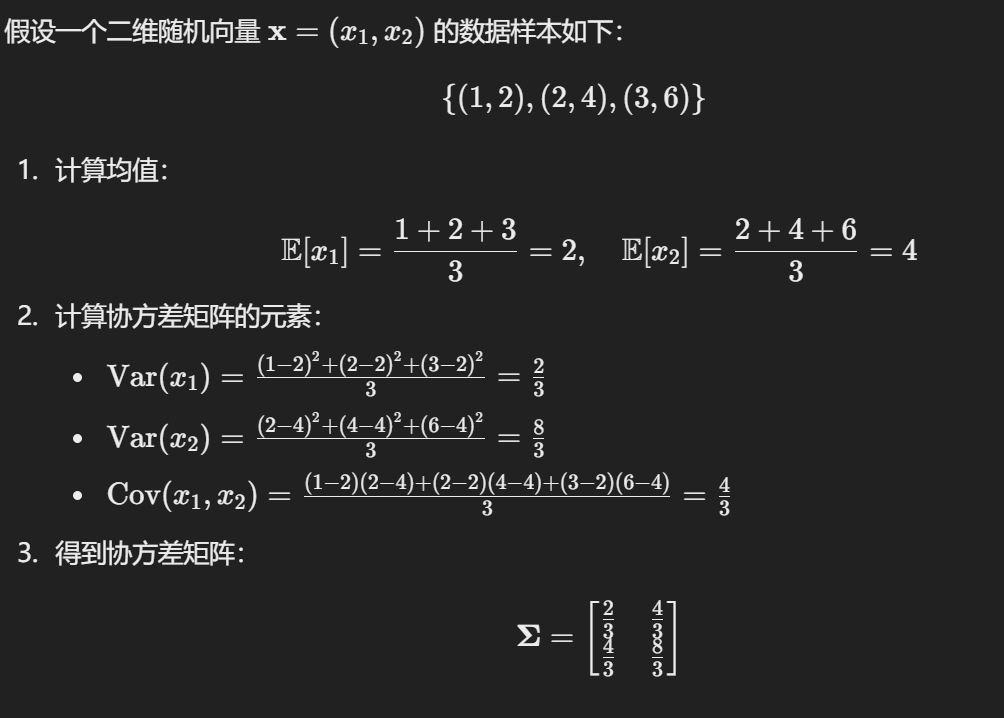 假设一个二维随机向量 $\mathbf{x} = (x_1, x_2)$ 的数据样本如下：
$\{(1,2),(2,4),(3,6)\}$
1. 计算均值：
$\mathbb{E}[x_1] = \frac{1+2+3}{3} = 2, \quad \mathbb{E}[x_2] = \frac{2+4+6}{3} = 4$
2. 计算协方差矩阵的元素：
• $\mathrm{Var}(x_1) = \frac{(1-2)^2+(2-2)^2+(3-2)^2}{3} = \frac{2}{3}$
• $\mathrm{Var}(x_2) = \frac{(2-4)^2+(4-4)^2+(6-4)^2}{3} = \frac{8}{3}$
• $\mathrm{Cov}(x_1, x_2) = \frac{(1-2)(2-4)+(2-2)(4-4)+(3-2)(6-4)}{3} = \frac{4}{3}$
3. 得到协方差矩阵：
$\mathbf{\Sigma} = \begin{bmatrix} \frac{2}{3} & \frac{4}{3} \\ \frac{4}{3} & \frac{8}{3} \end{bmatrix}$